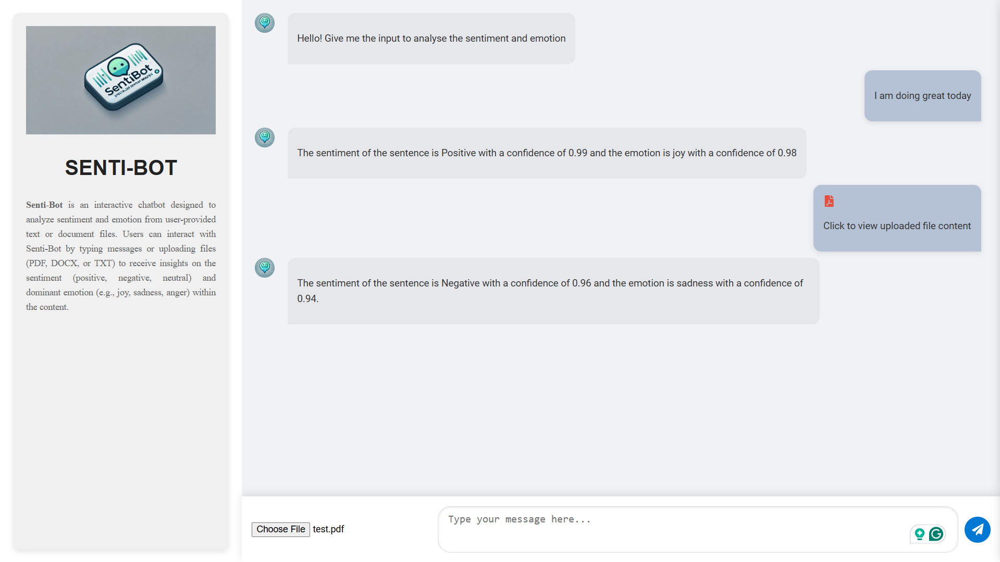 SentiBot
SPECIALIZED SENTIXT ANALYSIS
SENTI-BOT
Senti-Bot is an interactive chatbot designed to
analyze sentiment and emotion from user-provided
text or document files. Users can interact with
Senti-Bot by typing messages or uploading files
(PDF, DOCX, or TXT) to receive insights on the
sentiment (positive, negative, neutral) and
dominant emotion (e.g., joy, sadness, anger) within
the content.
Hello! Give me the input to analyse the sentiment and emotion
I am doing great today
The sentiment of the sentence is Positive with a confidence of 0.99 and the emotion is joy with a confidence of 0.98
Click to view uploaded file content
The sentiment of the sentence is Negative with a confidence of 0.96 and the emotion is sadness with a confidence of
0.94.
Choose File test.pdf
Type your message here...